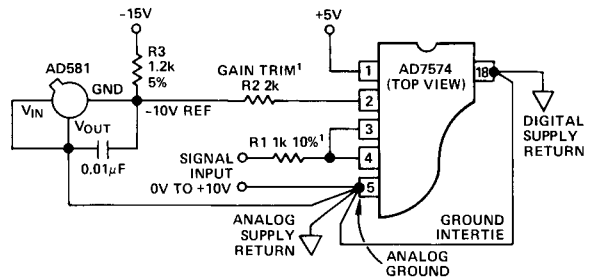 –15V
+5V
R3
1.2k
5%
AD581
GND
VIN
VOUT
0.01µF
–10V REF
GAIN TRIM¹
R2 2k
R1 1k 10%¹
SIGNAL
INPUT
0V TO +10V
1
2
3
4
5
18
AD7574
(TOP VIEW)
DIGITAL
SUPPLY
RETURN
ANALOG
SUPPLY
RETURN
ANALOG
GROUND
GROUND
INTERTIE